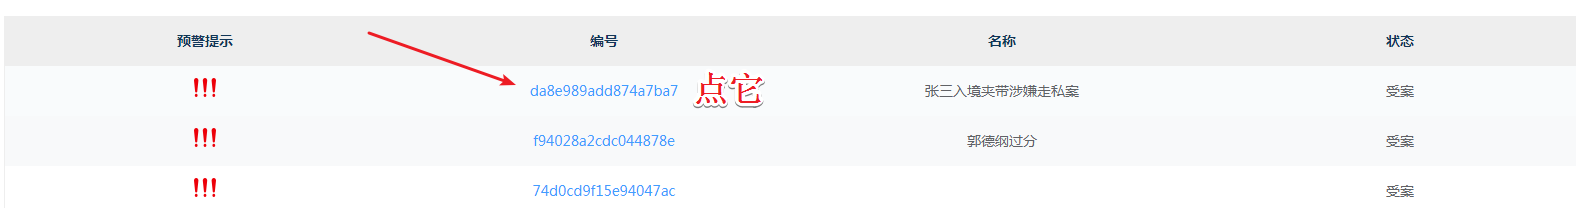 预警提示 编号 名称 状态
!!! da8e989add874a7ba7 点它 张三入境夹带涉嫌走私案 受案
!!! f94028a2cdc044878e 郭德纲过分 受案
!!! 74d0cd9f15e94047ac 受案